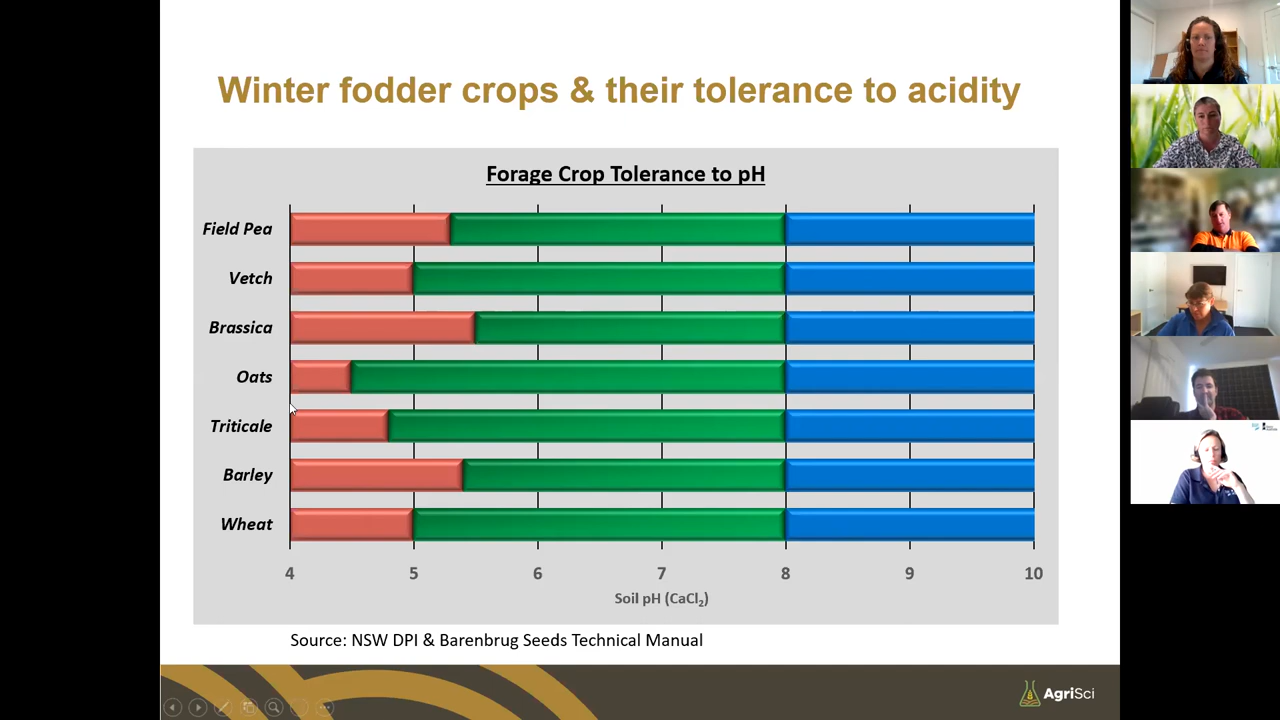 Winter fodder crops & their tolerance to acidity
Forage Crop Tolerance to pH
Field Pea
Vetch
Brassica
Oats
Triticale
Barley
Wheat
4 5 6 7 8 9 10
Soil pH (CaCl₂)
Source: NSW DPI & Barenbrug Seeds Technical Manual
AgriSci